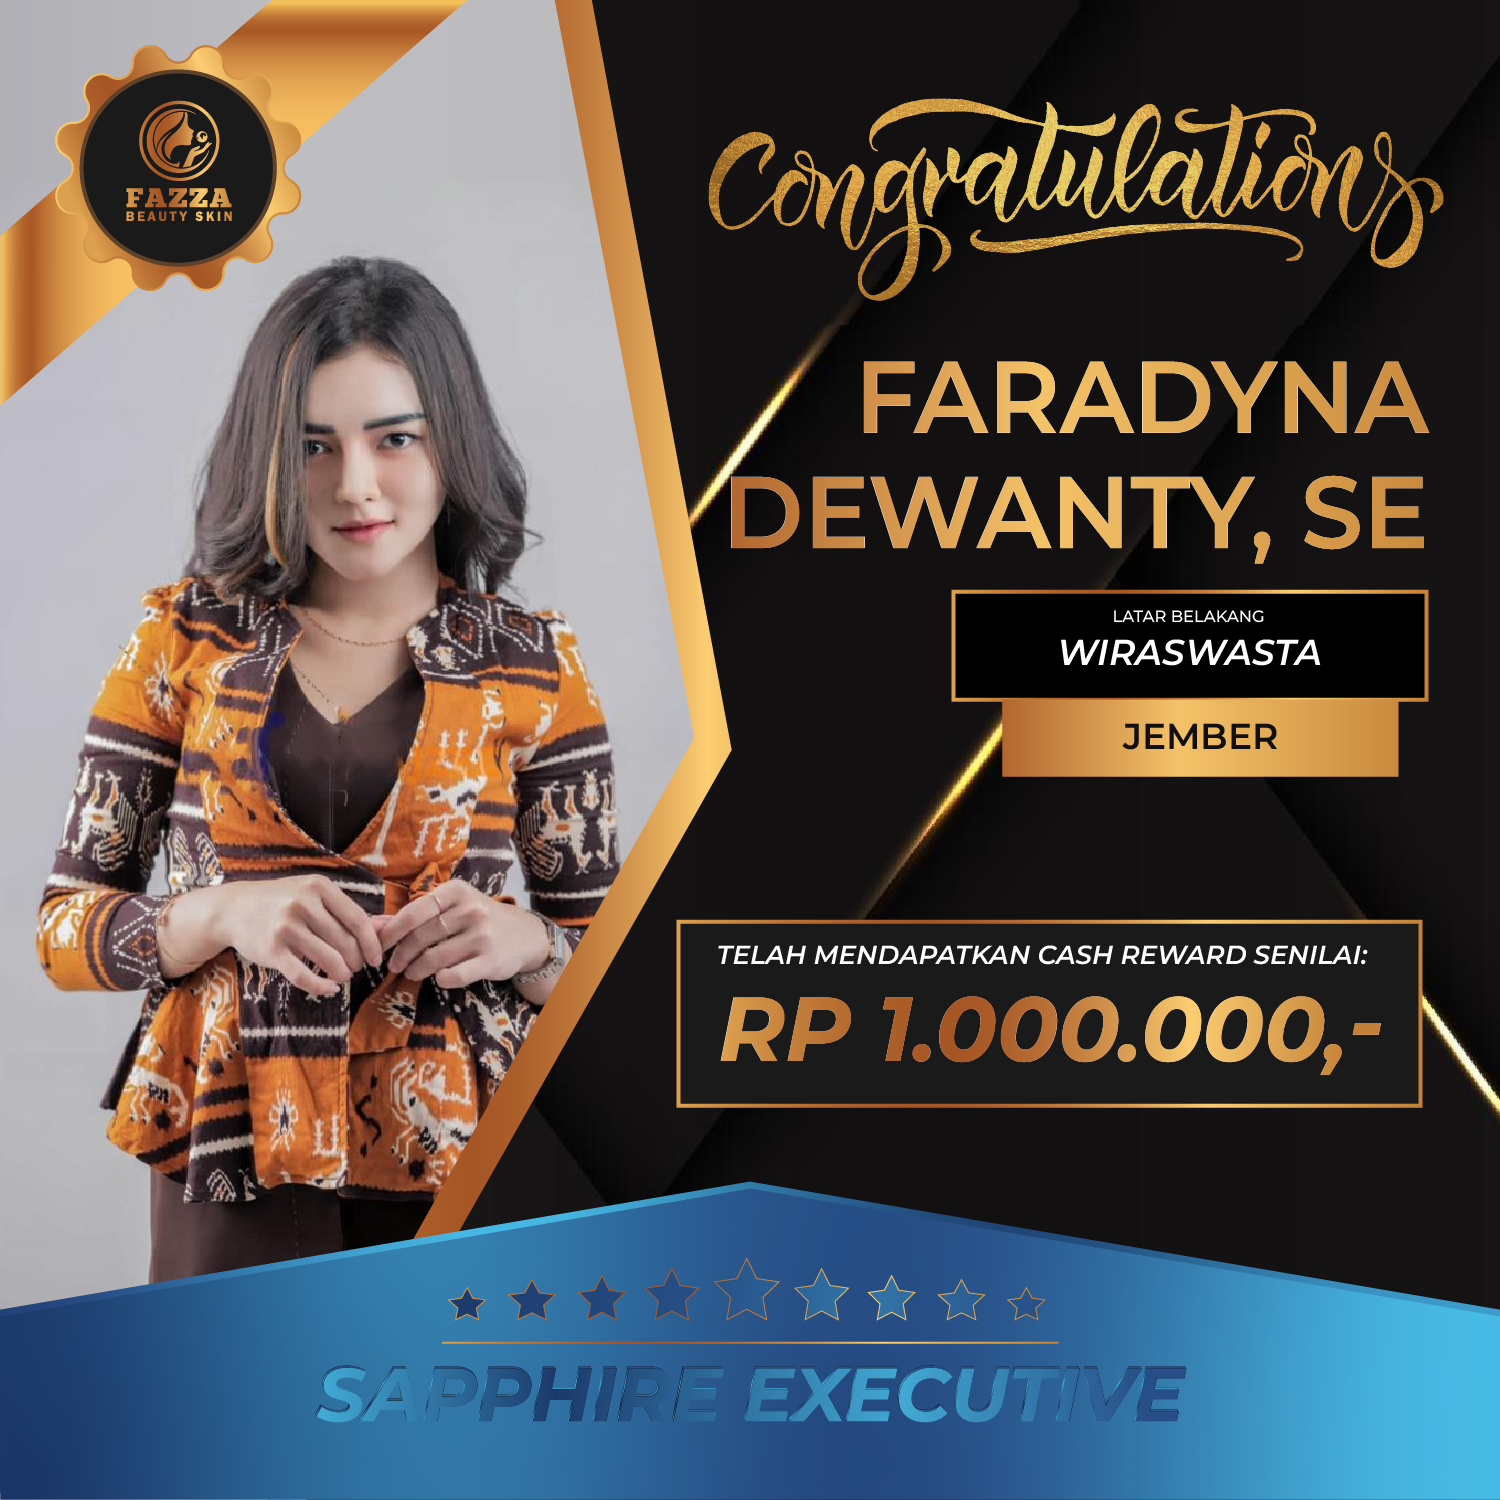 FAZZA
BEAUTY SKIN
Congratulations
FARADYNA
DEWANTY, SE
LATAR BELAKANG
WIRASWASTA
JEMBER
TELAH MENDAPATKAN CASH REWARD SENILAI:
RP 1.000.000,-
SAPPHIRE EXECUTIVE